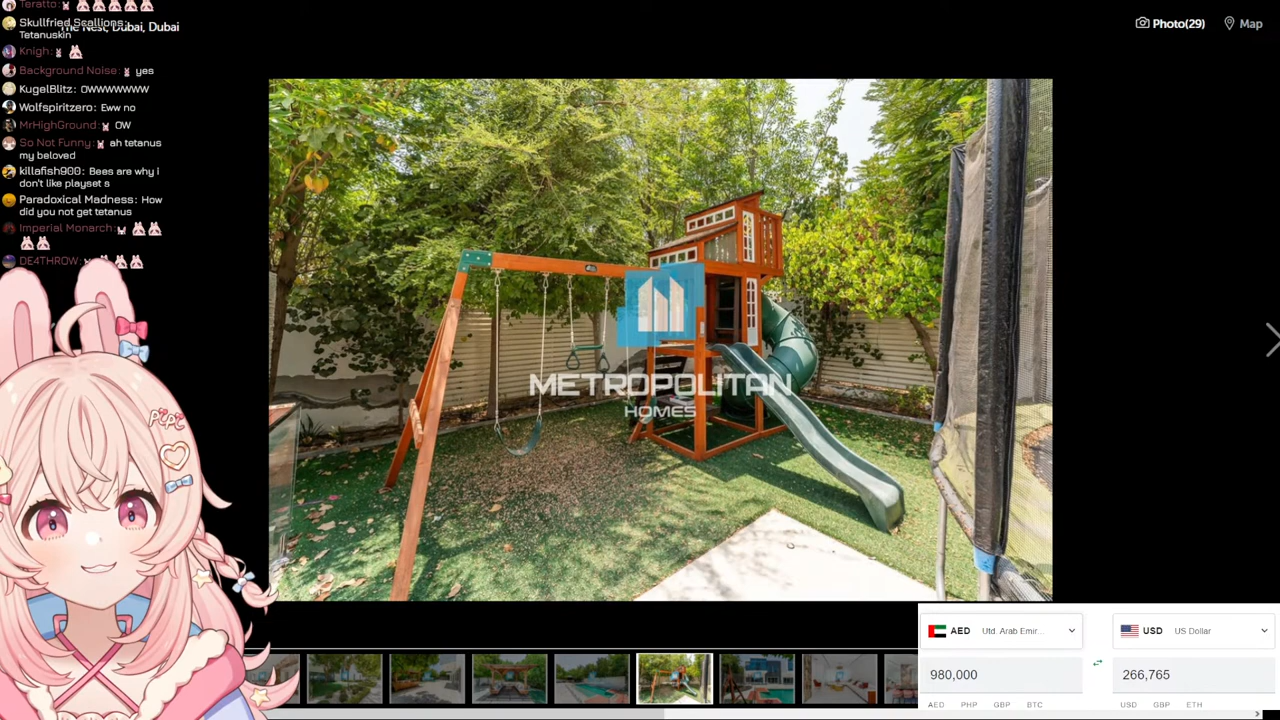 Teratto:
Skullfried Scallions:
Tetanuskin
The Nest, Dubai, Dubai
Knigh:
Background Noise: yes
KugelBlitz: OWWWWWWW
Wolfspiritzero: Eww no
MrHighGround: OW
So Not Funny: ah tetanus
my beloved
killafish900: Bees are why i
don't like playset s
Paradoxical Madness: How
did you not get tetanus
Imperial Monarch:
DE4THROW:
Photo(29)
Map
METROPOLITAN
HOMES
PiPi
AED Utd. Arab Emir...
USD US Dollar
980,000
266,765
AED PHP GBP BTC
USD GBP ETH